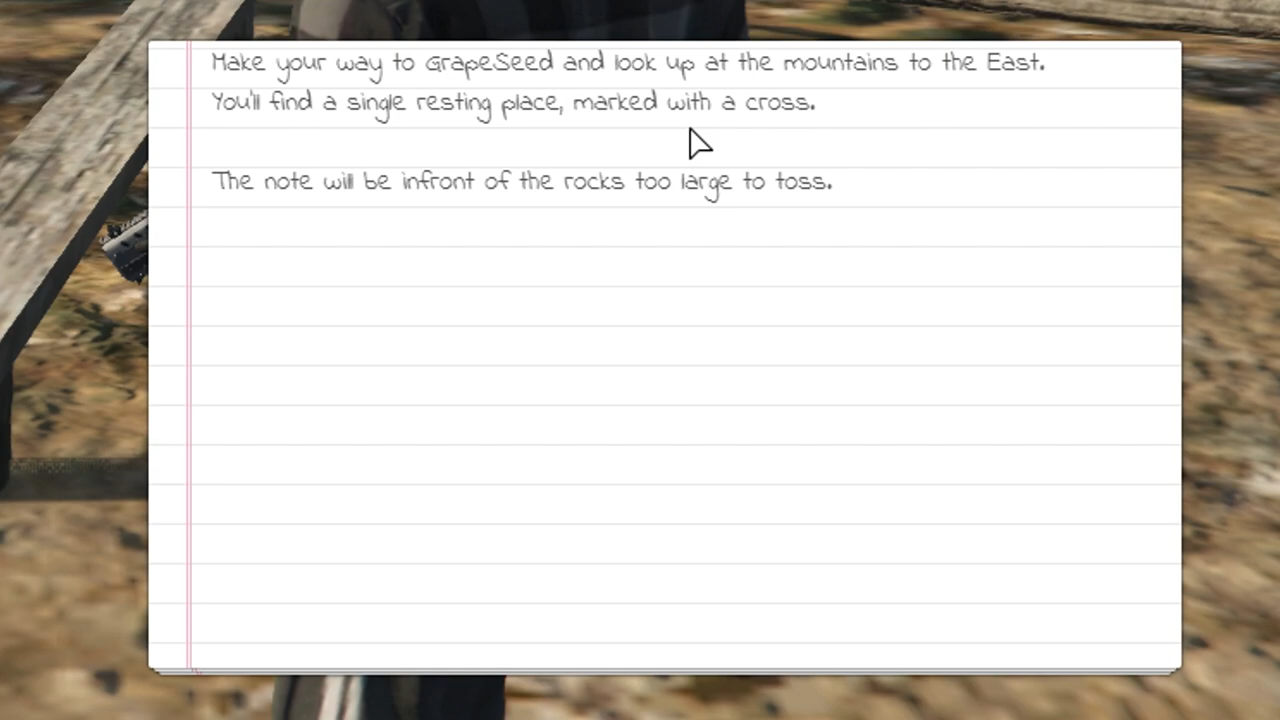 Make your way to GrapeSeed and look up at the mountains to the East.
You'll find a single resting place, marked with a cross.
The note will be infront of the rocks too large to toss.